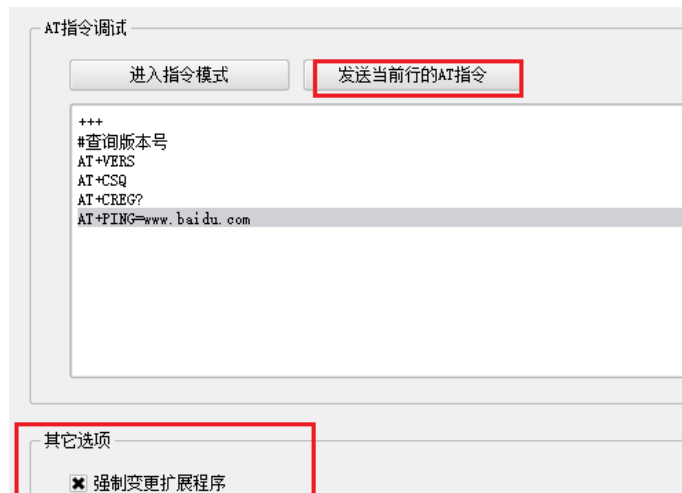 AT指令调试
进入指令模式 发送当前行的AT指令
+++
#查询版本号
AT+VERS
AT+CSQ
AT+CREG?
AT+PING=www.baidu.com
其它选项
强制变更扩展程序